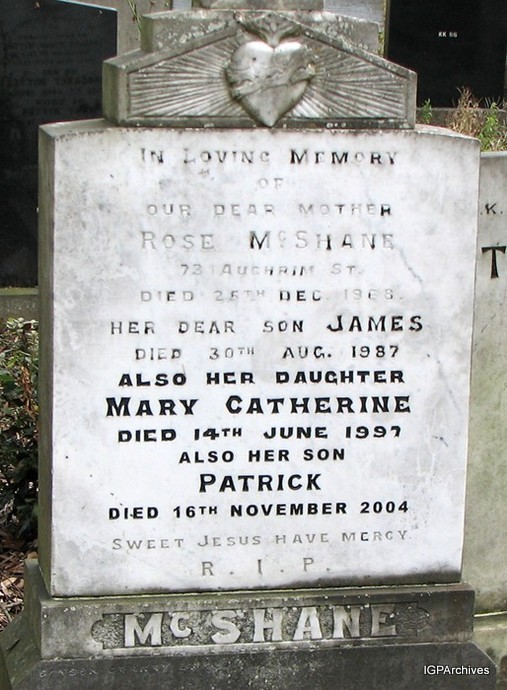 KK 86
IN LOVING MEMORY
OF
OUR DEAR MOTHER
ROSE McSHANE
73 AUGHRIM ST.
DIED 25TH DEC. 1968.
HER DEAR SON JAMES
DIED 30TH AUG. 1987
ALSO HER DAUGHTER
MARY CATHERINE
DIED 14TH JUNE 1997
ALSO HER SON
PATRICK
DIED 16TH NOVEMBER 2004
SWEET JESUS HAVE MERCY.
R. I. P.
McSHANE
IGPArchives